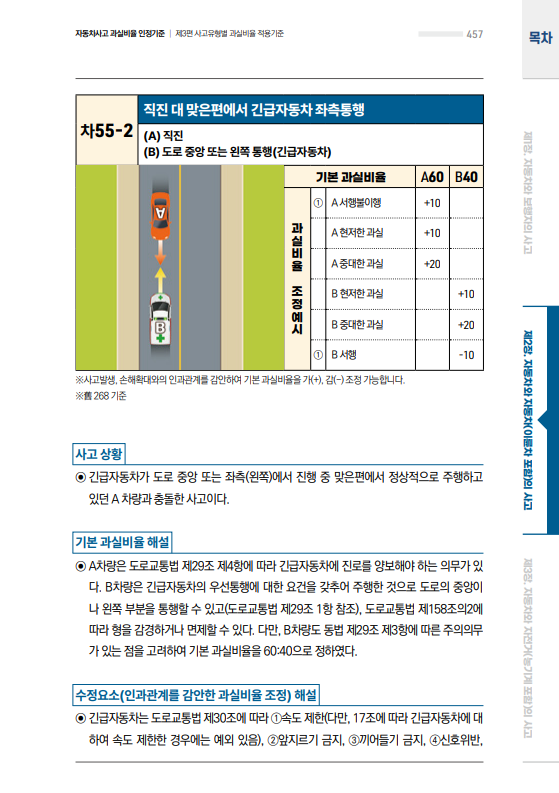 자동차사고 과실비율 인정기준 | 제3편 사고유형별 과실비율 적용기준
457
목차
차55-2
직진 대 맞은편에서 긴급자동차 좌측통행
(A) 직진
(B) 도로 중앙 또는 왼쪽 통행(긴급자동차)
기본 과실비율 A60 B40
과실비율 조정예시
① A 서행불이행 +10
A 현저한 과실 +10
A 중대한 과실 +20
B 현저한 과실 +10
B 중대한 과실 +20
① B 서행 -10
A
B
※사고발생, 손해확대와의 인과관계를 감안하여 기본 과실비율을 가(+), 감(-) 조정 가능합니다.
※舊 268 기준
사고 상황
◉ 긴급자동차가 도로 중앙 또는 좌측(왼쪽)에서 진행 중 맞은편에서 정상적으로 주행하고
있던 A 차량과 충돌한 사고이다.
기본 과실비율 해설
◉ A차량은 도로교통법 제29조 제4항에 따라 긴급자동차에 진로를 양보해야 하는 의무가 있
다. B차량은 긴급자동차의 우선통행에 대한 요건을 갖추어 주행한 것으로 도로의 중앙이
나 왼쪽 부분을 통행할 수 있고(도로교통법 제29조 1항 참조), 도로교통법 제158조의2에
따라 형을 감경하거나 면제할 수 있다. 다만, B차량도 동법 제29조 제3항에 따른 주의의무
가 있는 점을 고려하여 기본 과실비율을 60:40으로 정하였다.
수정요소(인과관계를 감안한 과실비율 조정) 해설
◉ 긴급자동차는 도로교통법 제30조에 따라 ①속도 제한(다만, 17조에 따라 긴급자동차에 대
하여 속도 제한한 경우에는 예외 있음), ②앞지르기 금지, ③끼어들기 금지, ④신호위반,
제1장. 자동차와 보행자의 사고
제2장. 자동차와 자동차(이륜차 포함)의 사고
제3장. 자동차와 자전거(농기계 포함)의 사고